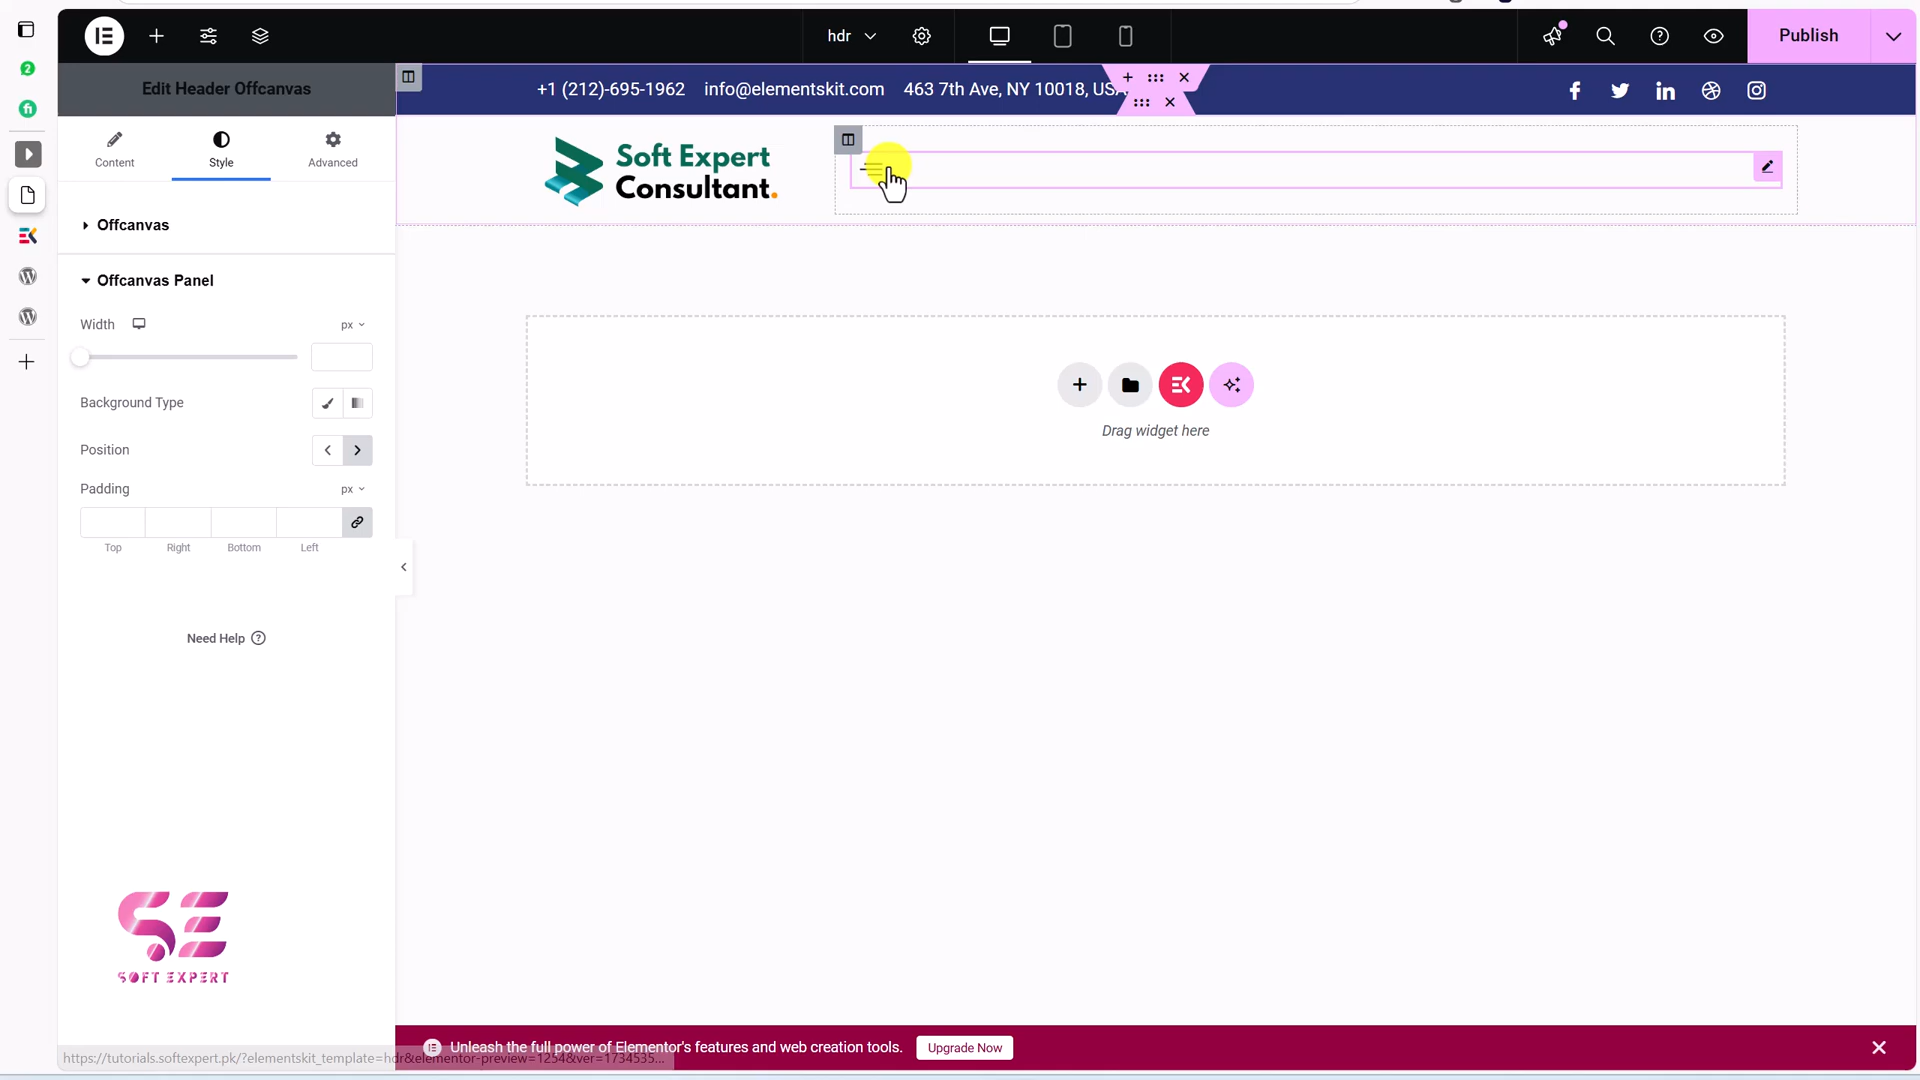 hdr
Publish
Edit Header Offcanvas
+1 (212)-695-1962 info@elementskit.com 463 7th Ave, NY 10018, USA
Content Style Advanced
Soft Expert
Consultant.
Offcanvas
Offcanvas Panel
Width px
Background Type
Position
Padding px
Top Right Bottom Left
Drag widget here
Need Help
SE
SOFT EXPERT
Unleash the full power of Elementor's features and web creation tools. Upgrade Now
https://tutorials.softexpert.pk/?elementskit_template=hdr&elementor-preview=1254&ver=1734535...